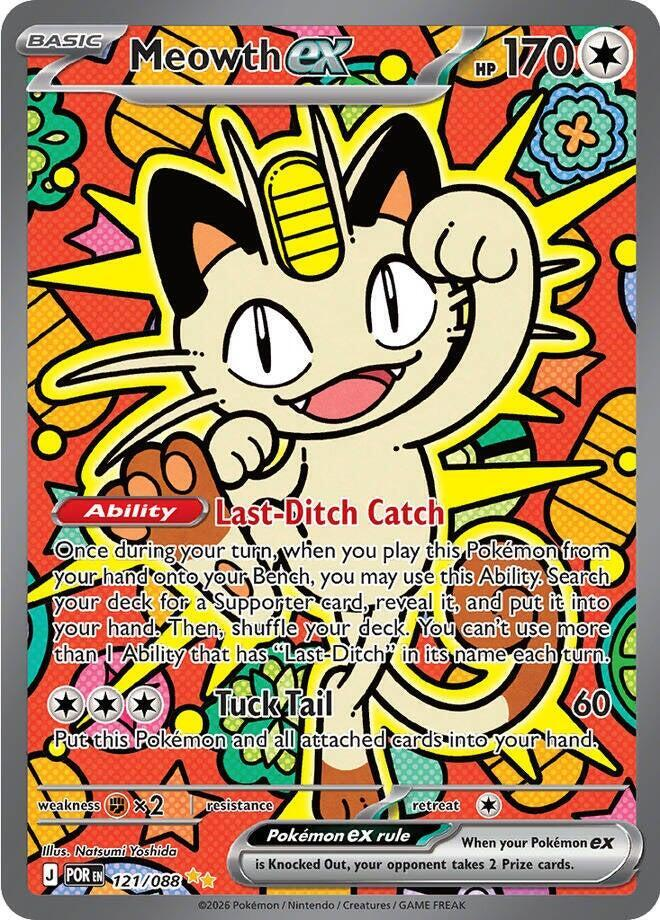 BASIC Meowth ex HP 170
Ability Last-Ditch Catch
Once during your turn, when you play this Pokémon from
your hand onto your Bench, you may use this Ability. Search
your deck for a Supporter card, reveal it, and put it into
your hand. Then, shuffle your deck. You can't use more
than 1 Ability that has "Last-Ditch" in its name each turn.
Tuck Tail 60
Put this Pokémon and all attached cards into your hand.
weakness ×2 resistance retreat
Illus. Natsumi Yoshida
Pokémon ex rule When your Pokémon ex
is Knocked Out, your opponent takes 2 Prize cards.
J POR EN 121/088
©2026 Pokémon / Nintendo / Creatures / GAME FREAK